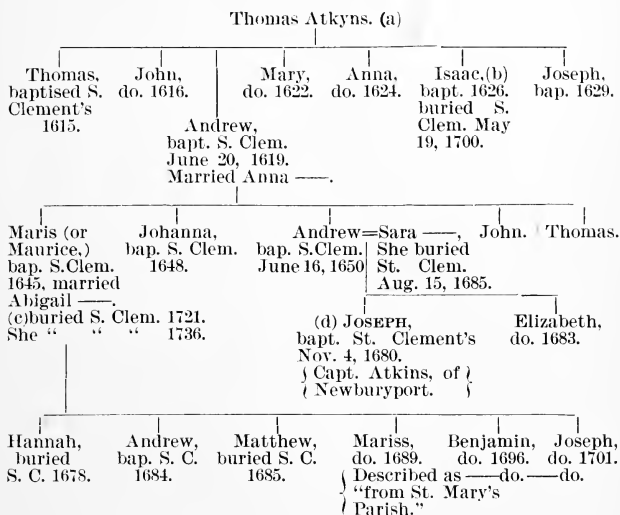 Thomas Atkyns. (a)
Thomas,
baptised S.
Clement's
1615.
John,
do. 1616.
Mary,
do. 1622.
Anna,
do. 1624.
Isaac,(b)
bapt. 1626.
buried S.
Clem. May
19, 1700.
Joseph,
bap. 1629.
Andrew,
bapt. S. Clem.
June 20, 1619.
Married Anna ——.
Maris (or
Maurice,)
bap. S.Clem.
1645, married
Abigail ——.
(c)buried S. Clem. 1721.
She “ “ “ 1736.
Johanna,
bap. S. Clem.
1648.
Andrew=Sara ——,
bap. S.Clem. She buried
June 16, 1650 St. Clem.
Aug. 15, 1685.
John.
Thomas.
(d) JOSEPH,
bapt. St. Clement's
Nov. 4, 1680.
{ Capt. Atkins, of }
{ Newburyport. }
Elizabeth,
do. 1683.
Hannah,
buried
S. C. 1678.
Andrew,
bap. S. C.
1684.
Matthew,
buried S. C.
1685.
Mariss,
do. 1689.
Benjamin,
do. 1696.
Joseph,
do. 1701.
{ Described as ——do. ——do.
“from St. Mary's
Parish.”